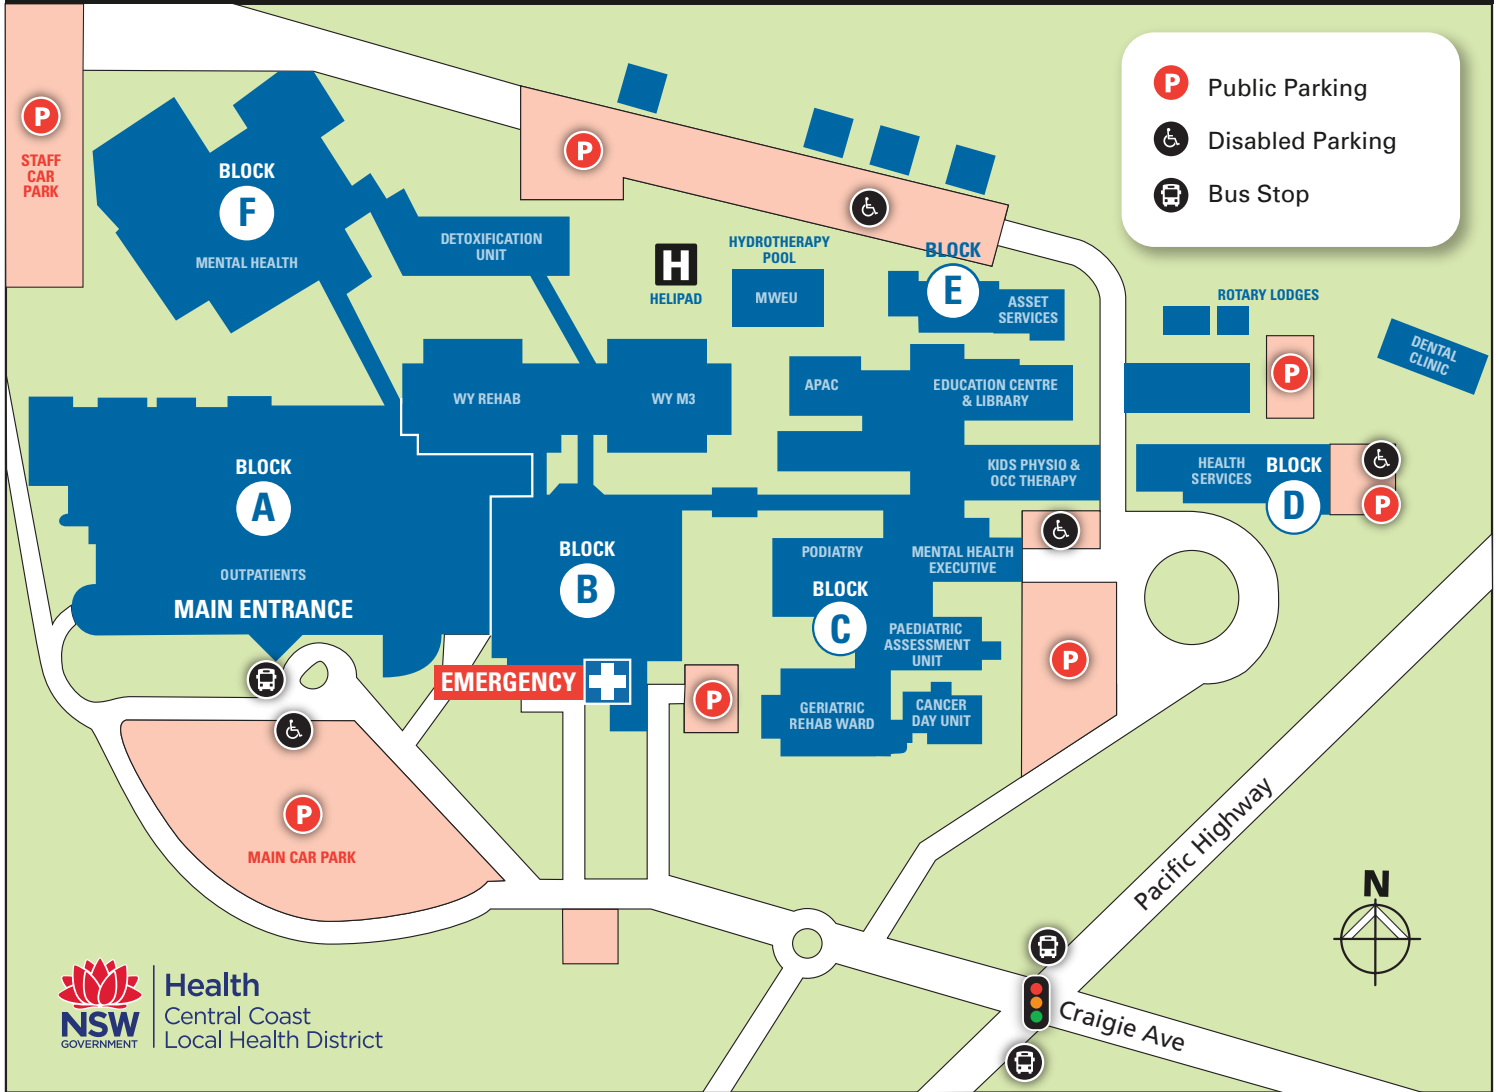 P
Public Parking
Disabled Parking
Bus Stop
P
STAFF
CAR
PARK
P
BLOCK
F
MENTAL HEALTH
DETOXIFICATION
UNIT
H
HELIPAD
HYDROTHERAPY
POOL
MWEU
BLOCK
E
ASSET
SERVICES
ROTARY LODGES
P
DENTAL
CLINIC
WY REHAB
WY M3
APAC
EDUCATION CENTRE
& LIBRARY
KIDS PHYSIO &
OCC THERAPY
HEALTH
SERVICES
BLOCK
D
P
BLOCK
A
OUTPATIENTS
MAIN ENTRANCE
BLOCK
B
PODIATRY
MENTAL HEALTH
EXECUTIVE
BLOCK
C
PAEDIATRIC
ASSESSMENT
UNIT
P
EMERGENCY
P
GERIATRIC
REHAB WARD
CANCER
DAY UNIT
P
MAIN CAR PARK
Pacific Highway
N
Craigie Ave
NSW
GOVERNMENT
Health
Central Coast
Local Health District